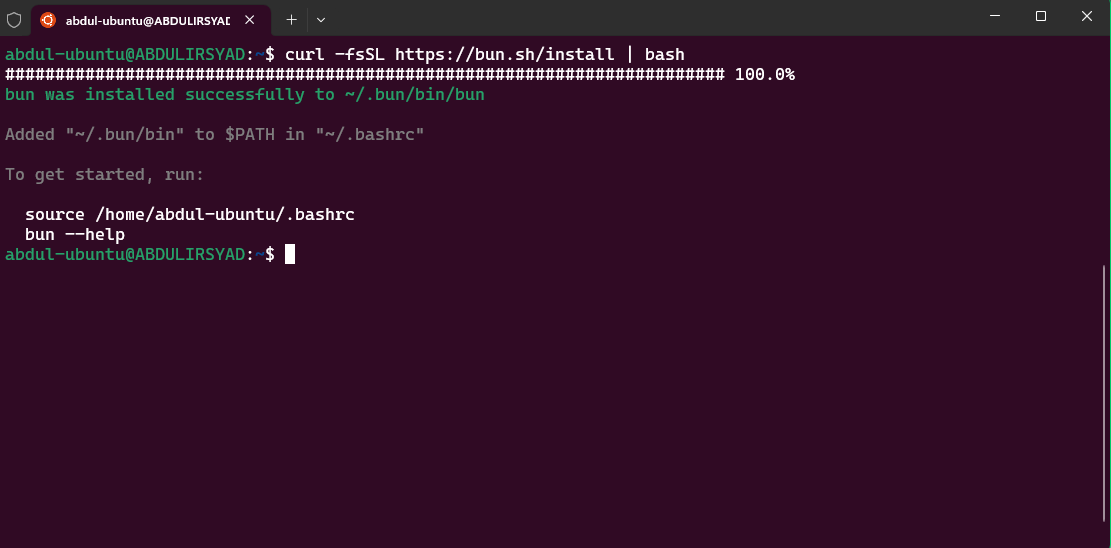 abdul-ubuntu@ABDULIRSYAD
abdul-ubuntu@ABDULIRSYAD:~$ curl -fsSL https://bun.sh/install | bash
######################################################################## 100.0%
bun was installed successfully to ~/.bun/bin/bun
Added "~/.bun/bin" to $PATH in "~/.bashrc"
To get started, run:
source /home/abdul-ubuntu/.bashrc
bun --help
abdul-ubuntu@ABDULIRSYAD:~$